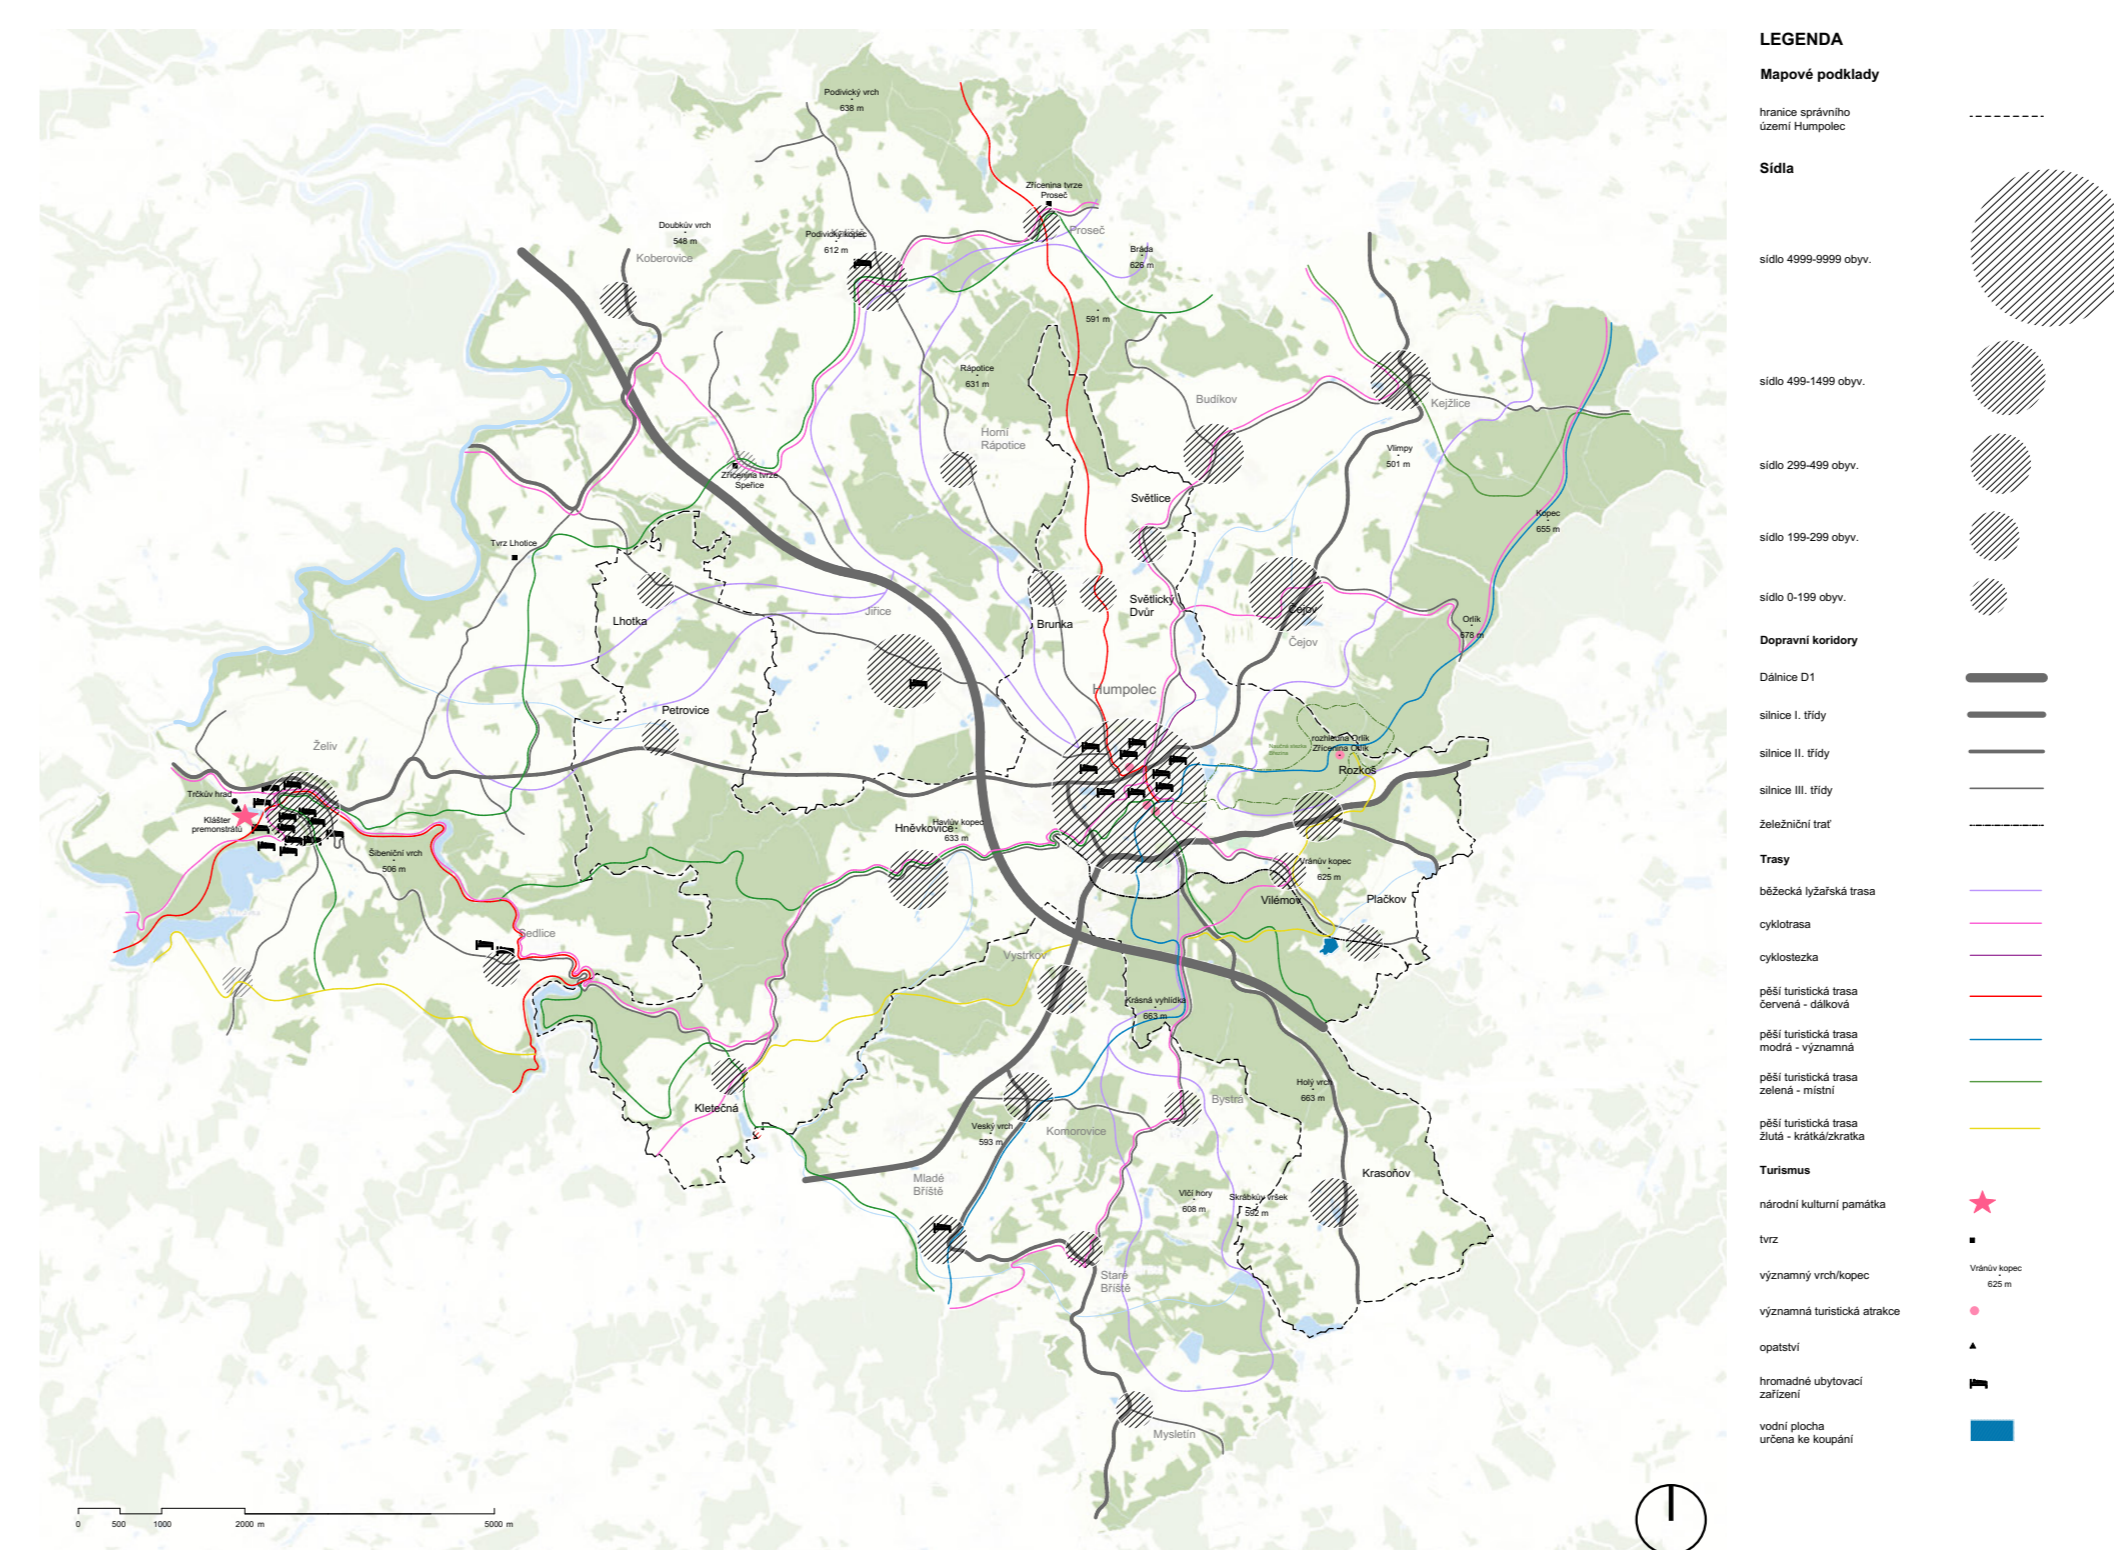 LEGENDA
Mapové podklady
hranice správního
území Humpolec
Sídla
sídlo 4999-9999 obyv.
sídlo 499-1499 obyv.
sídlo 299-499 obyv.
sídlo 199-299 obyv.
sídlo 0-199 obyv.
Dopravní koridory
Dálnice D1
silnice I. třídy
silnice II. třídy
silnice III. třídy
želežniční trať
Trasy
běžecká lyžařská trasa
cyklotrasa
cyklostezka
pěší turistická trasa
červená - dálková
pěší turistická trasa
modrá - významná
pěší turistická trasa
zelená - místní
pěší turistická trasa
žlutá - krátká/zkratka
Turismus
národní kulturní památka
tvrz
významný vrch/kopec
Vránův kopec
625 m
významná turistická atrakce
opatství
hromadné ubytovací
zařízení
vodní plocha
určena ke koupání
Podivický vrch
638 m
Zřícenina tvrze
Proseč
Proseč
Doubkův vrch
548 m
Koberovice
Podivický kopec
612 m
Bráda
626 m
591 m
Rápotice
631 m
Budíkov
Kejžlice
Horní
Rápotice
Vlimpy
501 m
Zřícenina tvrze
Speřice
Světlice
Kopec
655 m
Tvrz Lhotice
Jiřice
Lhotka
Brunka
Světlický
Dvůr
Čejov
Čejov
Orlík
678 m
Humpolec
Petrovice
Želiv
rozhledna Orlík
Zřícenina Orlík
Rozkoš
Trčkův hrad
Klášter
premonstrátů
Hněvkovice
Havlův kopec
633 m
Šibeniční vrch
506 m
Vránův kopec
625 m
Vilémov
Plačkov
Sedlice
Vystrkov
Krásná vyhlídka
663 m
Holý vrch
663 m
Kletečná
Bystrá
Veský vrch
593 m
Komorovice
Mladé
Bříště
Krasoňov
Vlčí hory
608 m
Skrábkův vršek
592 m
Staré
Bříště
Mysletín
0 500 1000 2000 m 5000 m